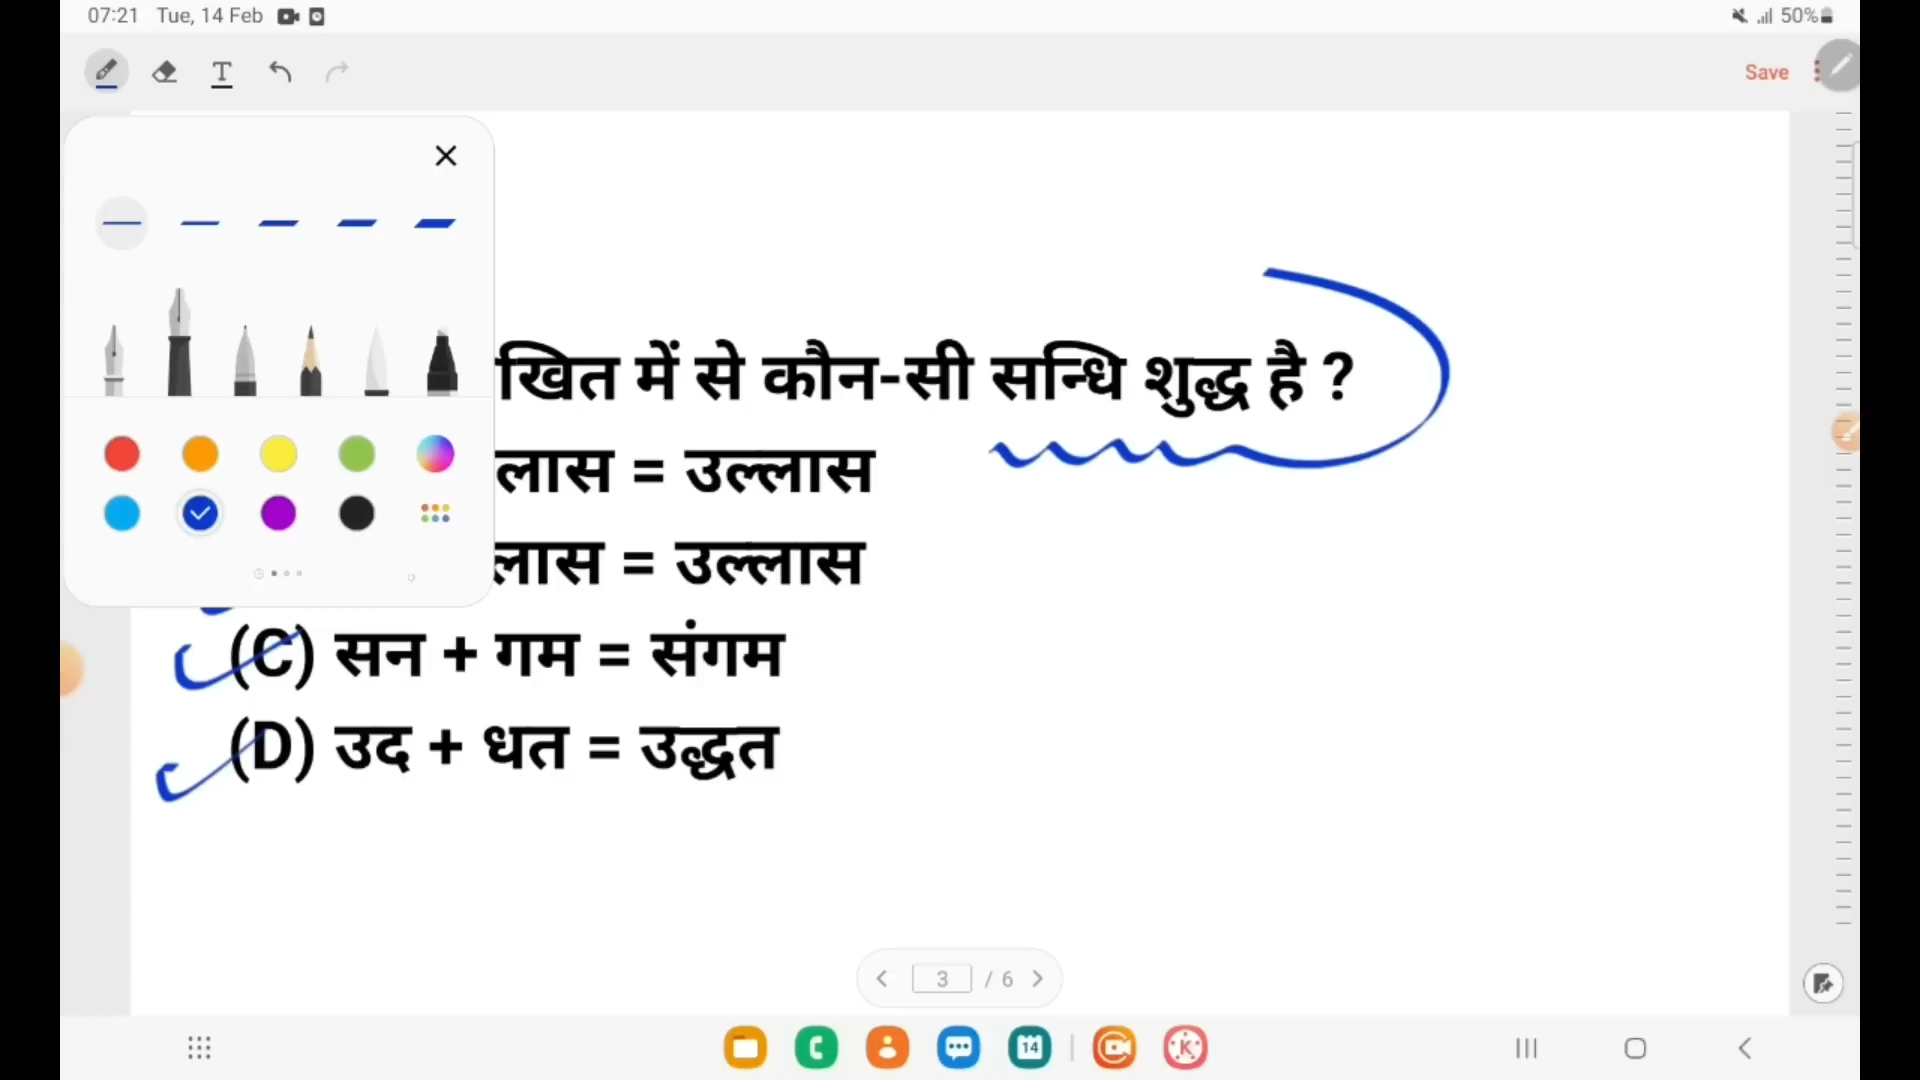 07:21 Tue, 14 Feb 50%
T Save
खित में से कौन-सी सन्धि शुद्ध है ?
लास = उल्लास
लास = उल्लास
(C) सन + गम = संगम
(D) उद + धत = उद्धत
3 / 6
14 K